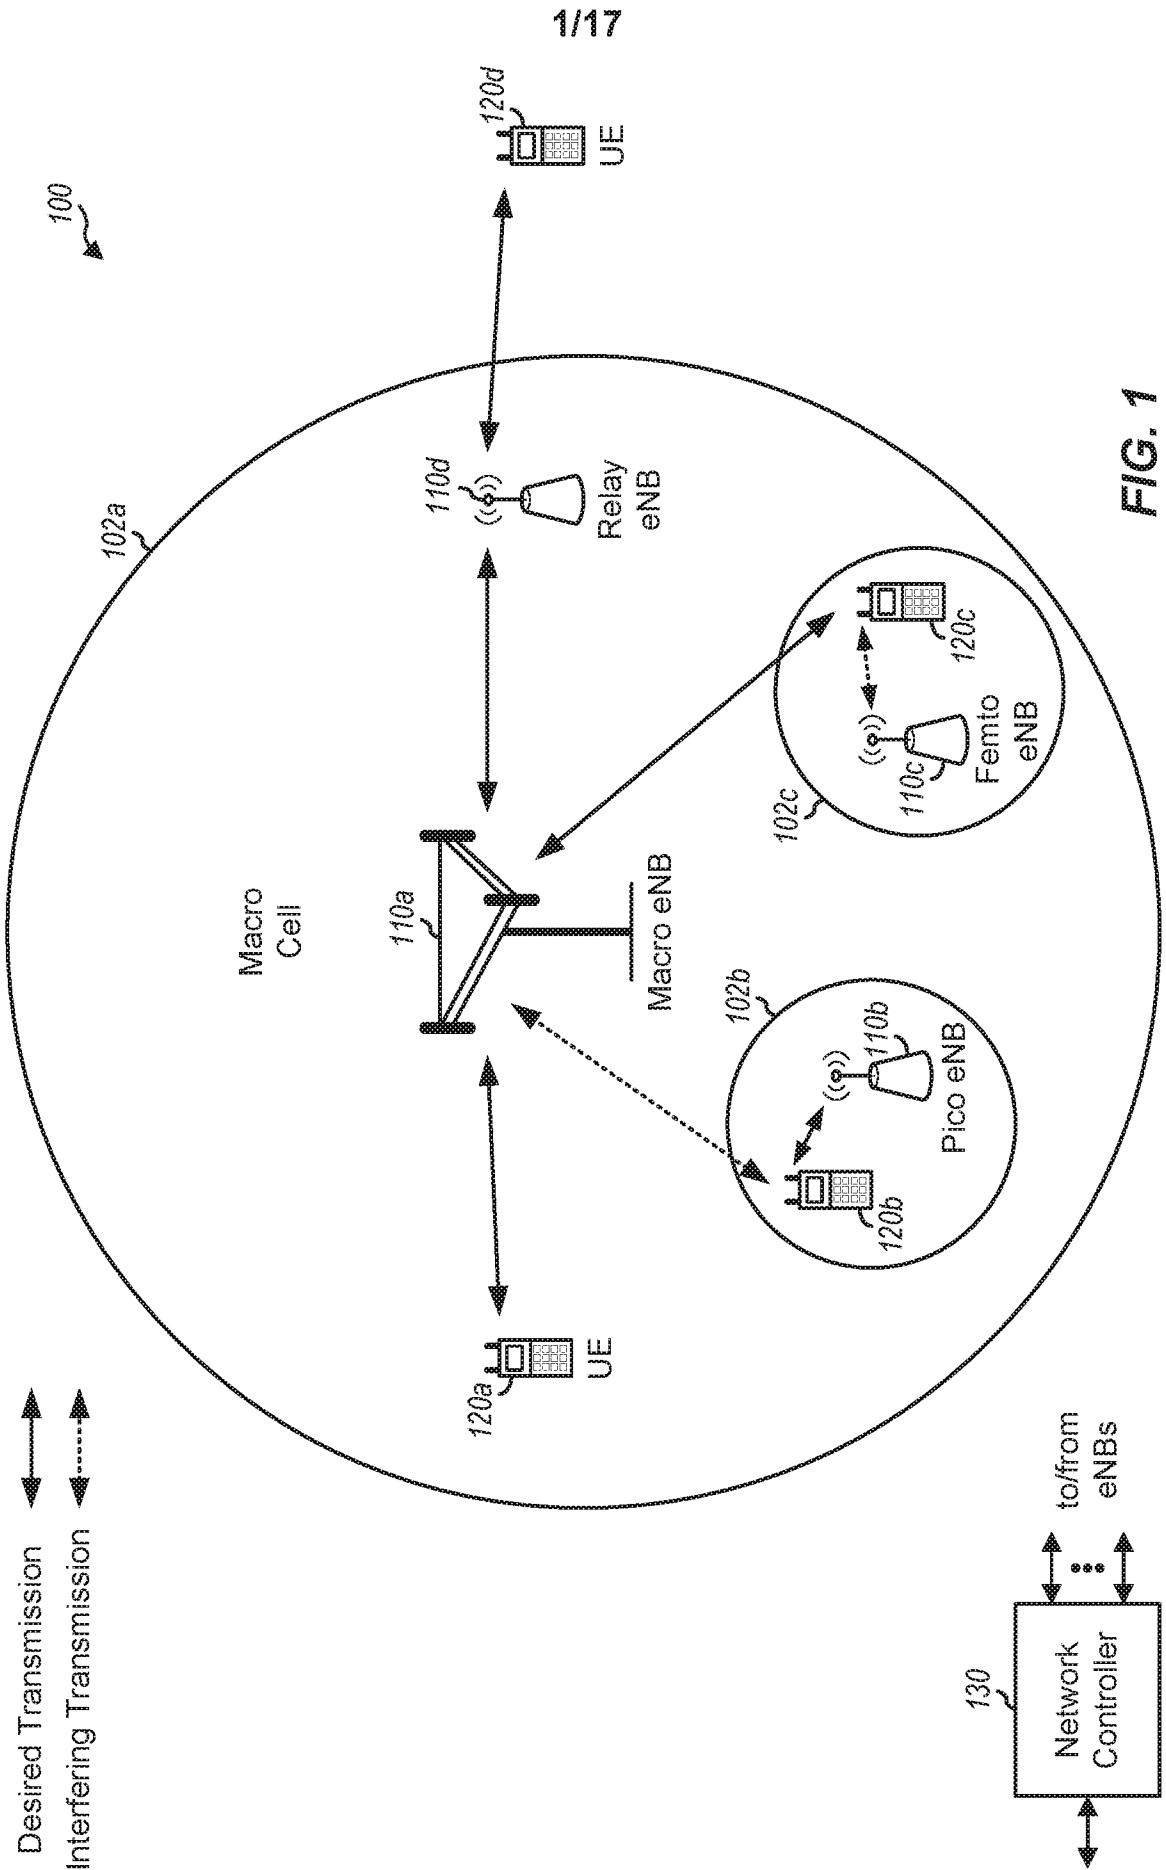 1/17
Desired Transmission
Interfering Transmission
100
102a
Macro
Cell
110a
Macro eNB
120a
UE
110d
Relay
eNB
120d
UE
102b
110b
Pico eNB
120b
102c
110c
Femto
eNB
120c
130
Network
Controller
to/from
eNBs
FIG. 1